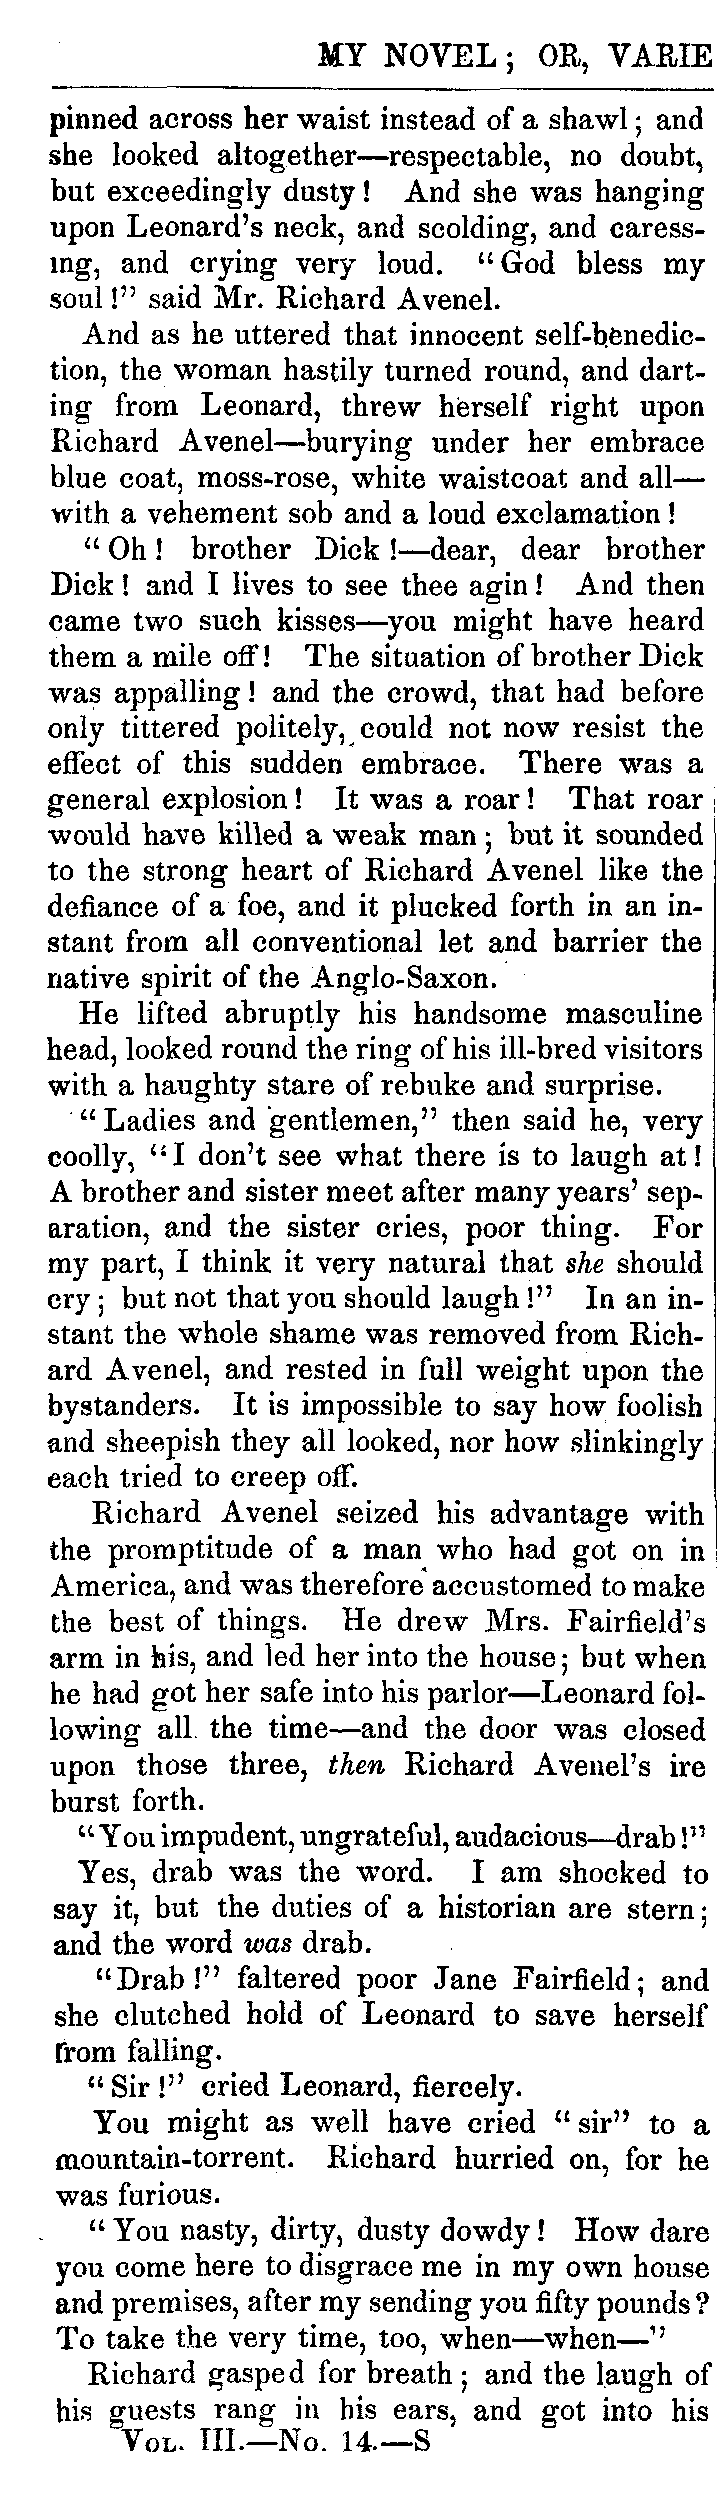 MY NOVEL; OR, VARIE
pinned across her waist instead of a shawl; and
she looked altogether—respectable, no doubt,
but exceedingly dusty! And she was hanging
upon Leonard's neck, and scolding, and caress-
ing, and crying very loud. "God bless my
soul!" said Mr. Richard Avenel.
And as he uttered that innocent self-benedic-
tion, the woman hastily turned round, and dart-
ing from Leonard, threw herself right upon
Richard Avenel—burying under her embrace
blue coat, moss-rose, white waistcoat and all—
with a vehement sob and a loud exclamation!
"Oh! brother Dick!—dear, dear brother
Dick! and I lives to see thee agin! And then
came two such kisses—you might have heard
them a mile off! The situation of brother Dick
was appalling! and the crowd, that had before
only tittered politely, could not now resist the
effect of this sudden embrace. There was a
general explosion! It was a roar! That roar
would have killed a weak man; but it sounded
to the strong heart of Richard Avenel like the
defiance of a foe, and it plucked forth in an in-
stant from all conventional let and barrier the
native spirit of the Anglo-Saxon.
He lifted abruptly his handsome masculine
head, looked round the ring of his ill-bred visitors
with a haughty stare of rebuke and surprise.
"Ladies and gentlemen," then said he, very
coolly, "I don't see what there is to laugh at!
A brother and sister meet after many years' sep-
aration, and the sister cries, poor thing. For
my part, I think it very natural that she should
cry; but not that you should laugh!" In an in-
stant the whole shame was removed from Rich-
ard Avenel, and rested in full weight upon the
bystanders. It is impossible to say how foolish
and sheepish they all looked, nor how slinkingly
each tried to creep off.
Richard Avenel seized his advantage with
the promptitude of a man who had got on in
America, and was therefore accustomed to make
the best of things. He drew Mrs. Fairfield's
arm in his, and led her into the house; but when
he had got her safe into his parlor—Leonard fol-
lowing all the time—and the door was closed
upon those three, then Richard Avenel's ire
burst forth.
"You impudent, ungrateful, audacious—drab!"
Yes, drab was the word. I am shocked to
say it, but the duties of a historian are stern;
and the word was drab.
"Drab!" faltered poor Jane Fairfield; and
she clutched hold of Leonard to save herself
from falling.
"Sir!" cried Leonard, fiercely.
You might as well have cried "sir" to a
mountain-torrent. Richard hurried on, for he
was furious.
"You nasty, dirty, dusty dowdy! How dare
you come here to disgrace me in my own house
and premises, after my sending you fifty pounds?
To take the very time, too, when—when—"
Richard gasped for breath; and the laugh of
his guests rang in his ears, and got into his
VOL. III.—No. 14.—S